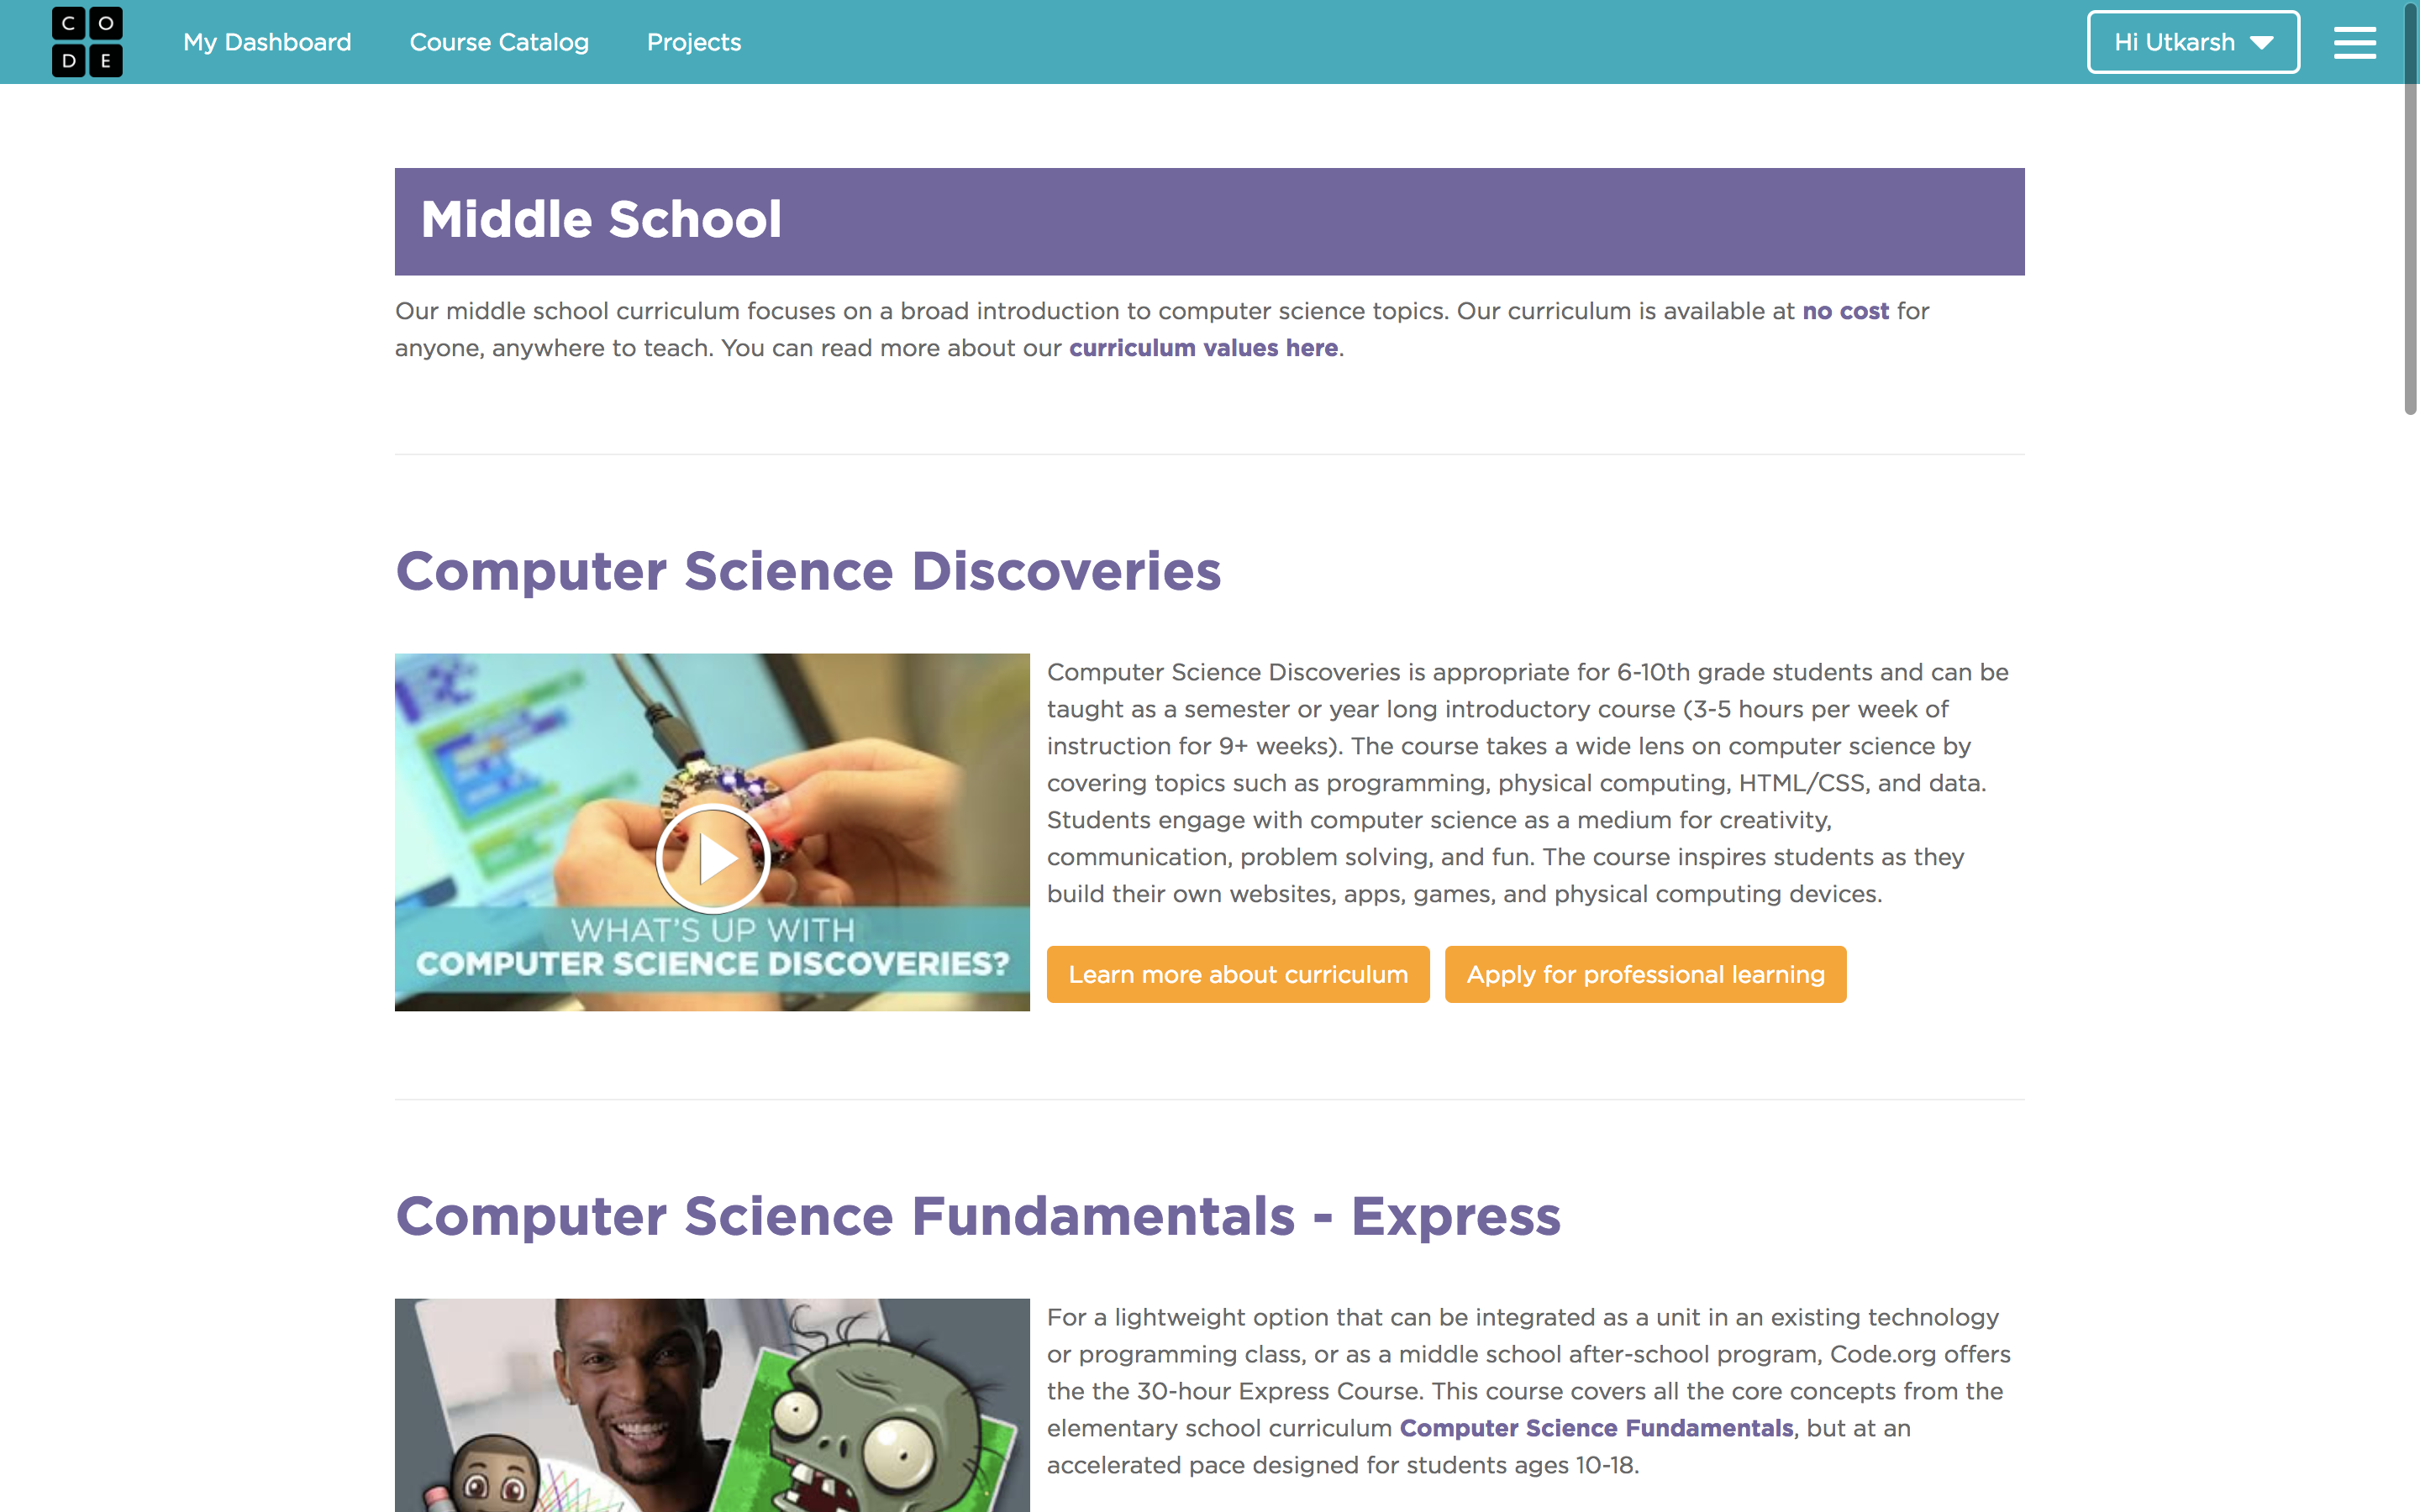 C O
D E
My Dashboard
Course Catalog
Projects
Hi Utkarsh
Middle School
Our middle school curriculum focuses on a broad introduction to computer science topics. Our curriculum is available at no cost for
anyone, anywhere to teach. You can read more about our curriculum values here.
Computer Science Discoveries
WHAT'S UP WITH
COMPUTER SCIENCE DISCOVERIES?
Computer Science Discoveries is appropriate for 6-10th grade students and can be
taught as a semester or year long introductory course (3-5 hours per week of
instruction for 9+ weeks). The course takes a wide lens on computer science by
covering topics such as programming, physical computing, HTML/CSS, and data.
Students engage with computer science as a medium for creativity,
communication, problem solving, and fun. The course inspires students as they
build their own websites, apps, games, and physical computing devices.
Learn more about curriculum
Apply for professional learning
Computer Science Fundamentals - Express
For a lightweight option that can be integrated as a unit in an existing technology
or programming class, or as a middle school after-school program, Code.org offers
the the 30-hour Express Course. This course covers all the core concepts from the
elementary school curriculum Computer Science Fundamentals, but at an
accelerated pace designed for students ages 10-18.